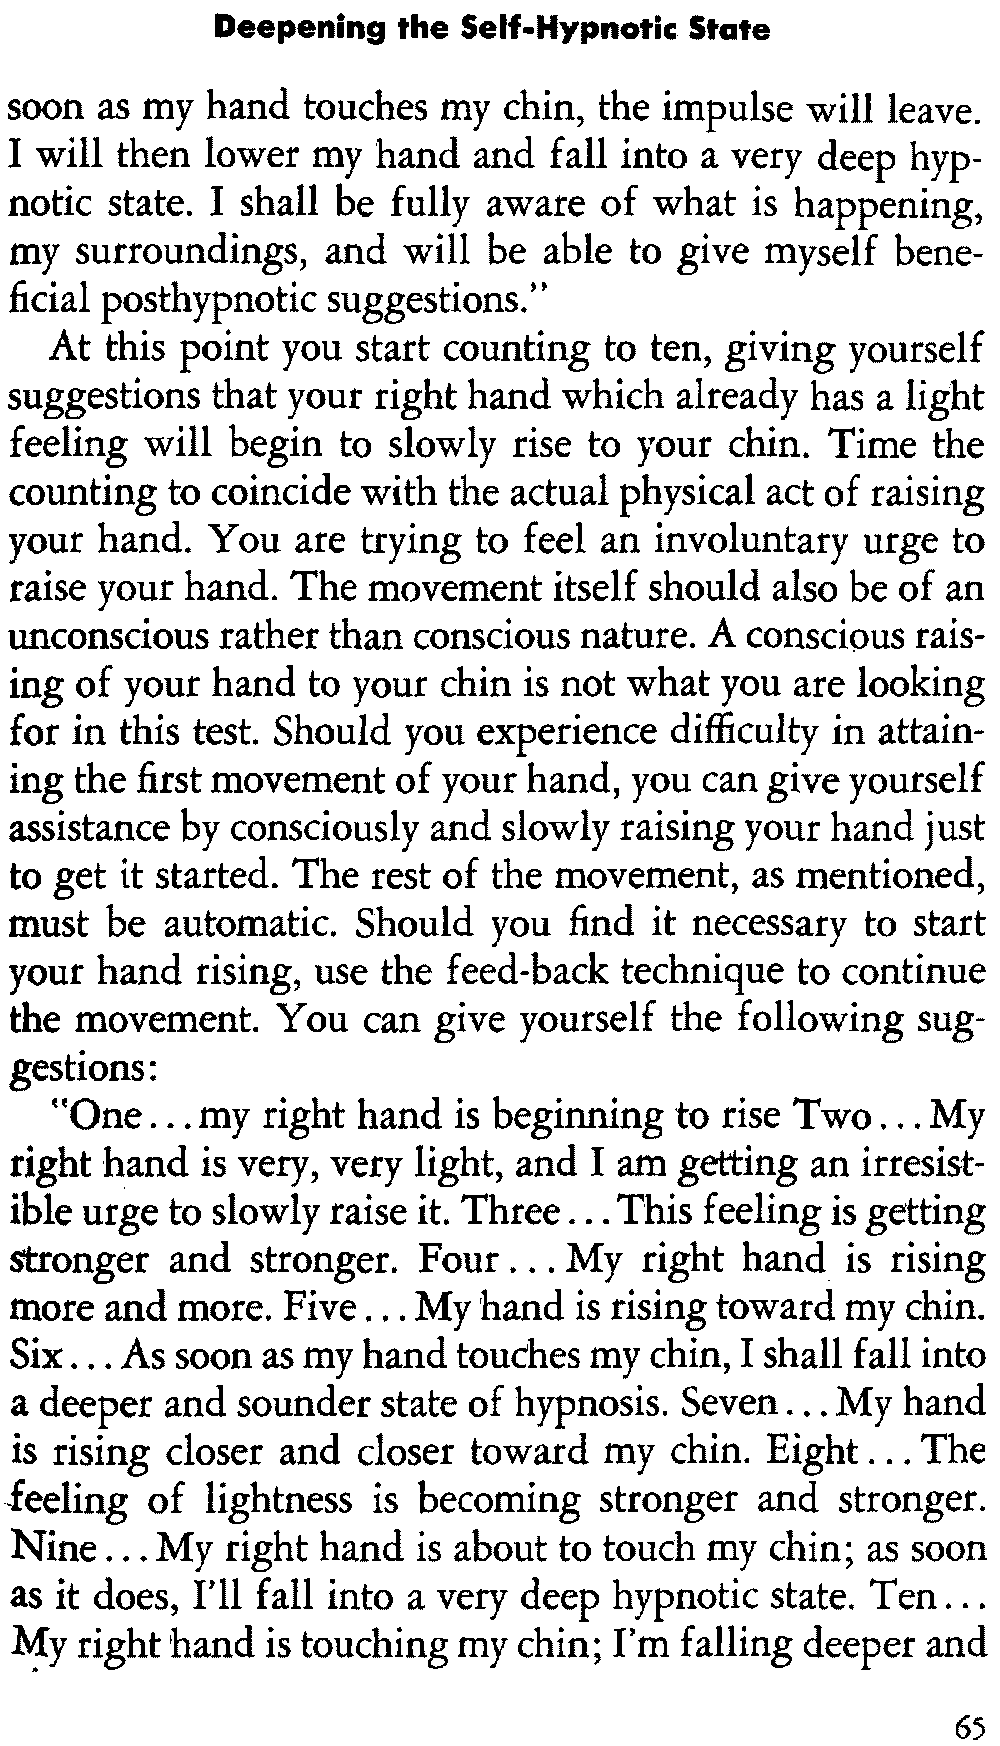 Deepening the Self-Hypnotic State
soon as my hand touches my chin, the impulse will leave.
I will then lower my hand and fall into a very deep hyp-
notic state. I shall be fully aware of what is happening,
my surroundings, and will be able to give myself bene-
ficial posthypnotic suggestions."
At this point you start counting to ten, giving yourself
suggestions that your right hand which already has a light
feeling will begin to slowly rise to your chin. Time the
counting to coincide with the actual physical act of raising
your hand. You are trying to feel an involuntary urge to
raise your hand. The movement itself should also be of an
unconscious rather than conscious nature. A conscious rais-
ing of your hand to your chin is not what you are looking
for in this test. Should you experience difficulty in attain-
ing the first movement of your hand, you can give yourself
assistance by consciously and slowly raising your hand just
to get it started. The rest of the movement, as mentioned,
must be automatic. Should you find it necessary to start
your hand rising, use the feed-back technique to continue
the movement. You can give yourself the following sug-
gestions:
"One...my right hand is beginning to rise Two...My
right hand is very, very light, and I am getting an irresist-
ible urge to slowly raise it. Three...This feeling is getting
stronger and stronger. Four...My right hand is rising
more and more. Five...My hand is rising toward my chin.
Six...As soon as my hand touches my chin, I shall fall into
a deeper and sounder state of hypnosis. Seven...My hand
is rising closer and closer toward my chin. Eight...The
feeling of lightness is becoming stronger and stronger.
Nine...My right hand is about to touch my chin; as soon
as it does, I'll fall into a very deep hypnotic state. Ten...
My right hand is touching my chin; I'm falling deeper and
65